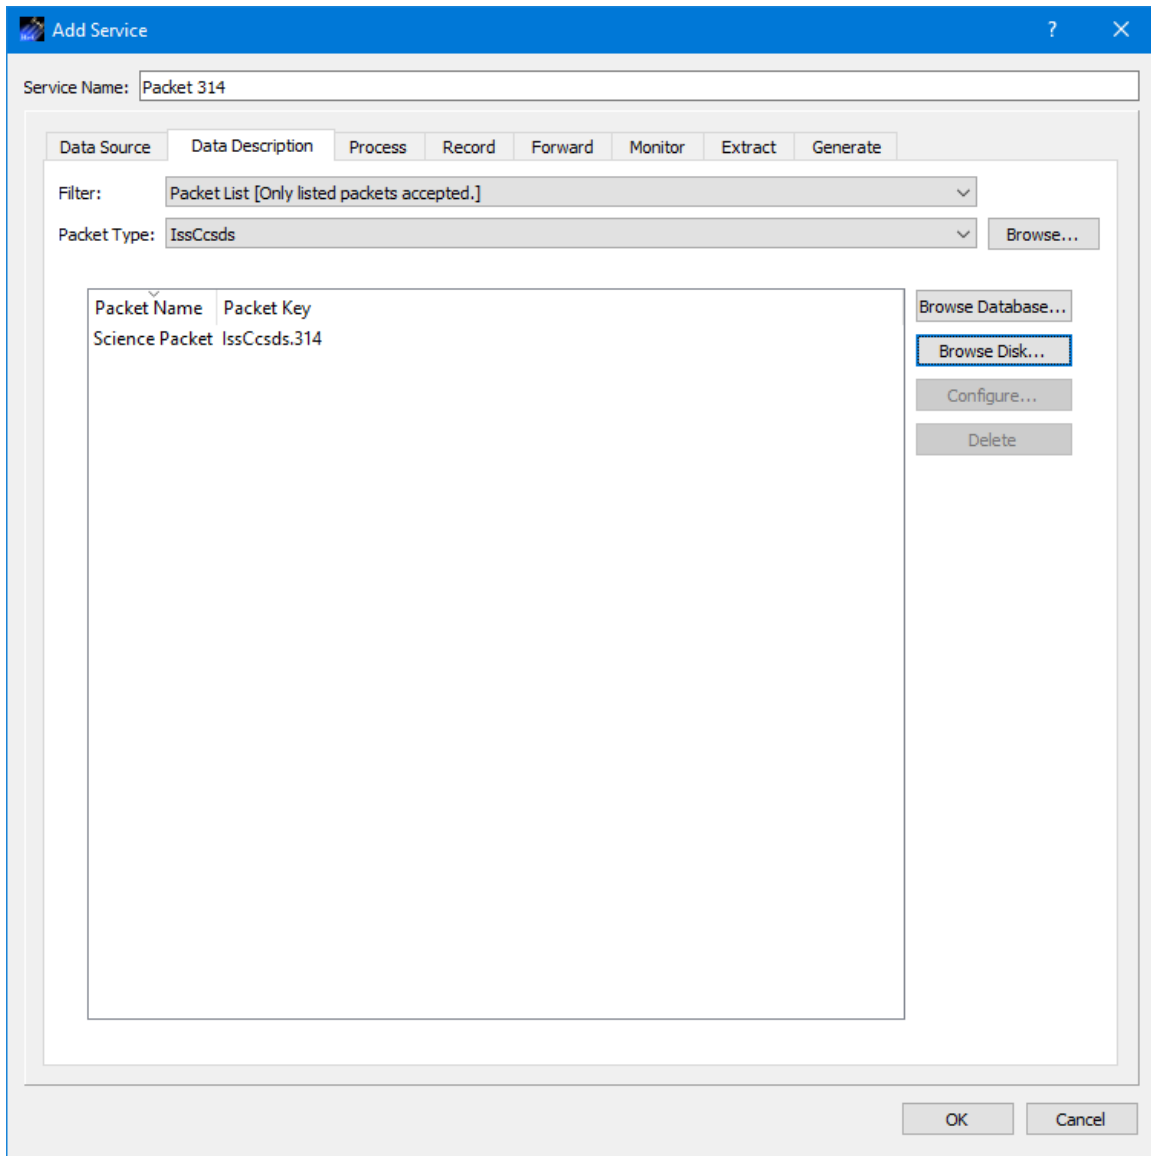 Add Service
Service Name: Packet 314
Data Source Data Description Process Record Forward Monitor Extract Generate
Filter: Packet List [Only listed packets accepted.]
Packet Type: IssCcsds Browse...
Packet Name Packet Key
Science Packet IssCcsds.314
Browse Database...
Browse Disk...
Configure...
Delete
OK Cancel